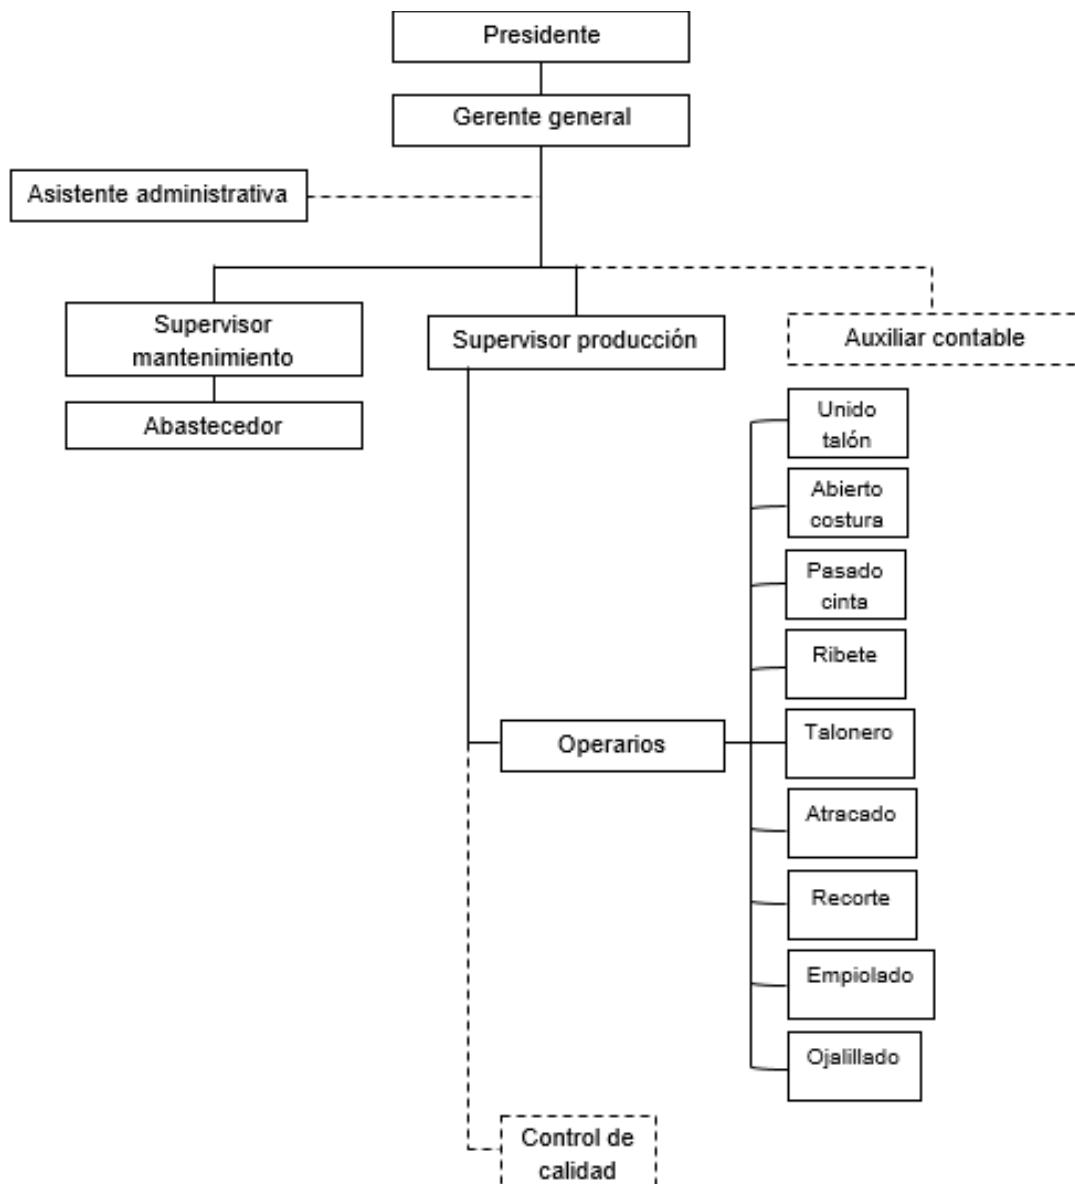 Presidente
Gerente general
Asistente administrativa
Supervisor
mantenimiento
Supervisor producción
Auxiliar contable
Abastecedor
Unido
talón
Abierto
costura
Pasado
cinta
Ribete
Operarios
Talonero
Atracado
Recorte
Empiolado
Ojalillado
Control de
calidad